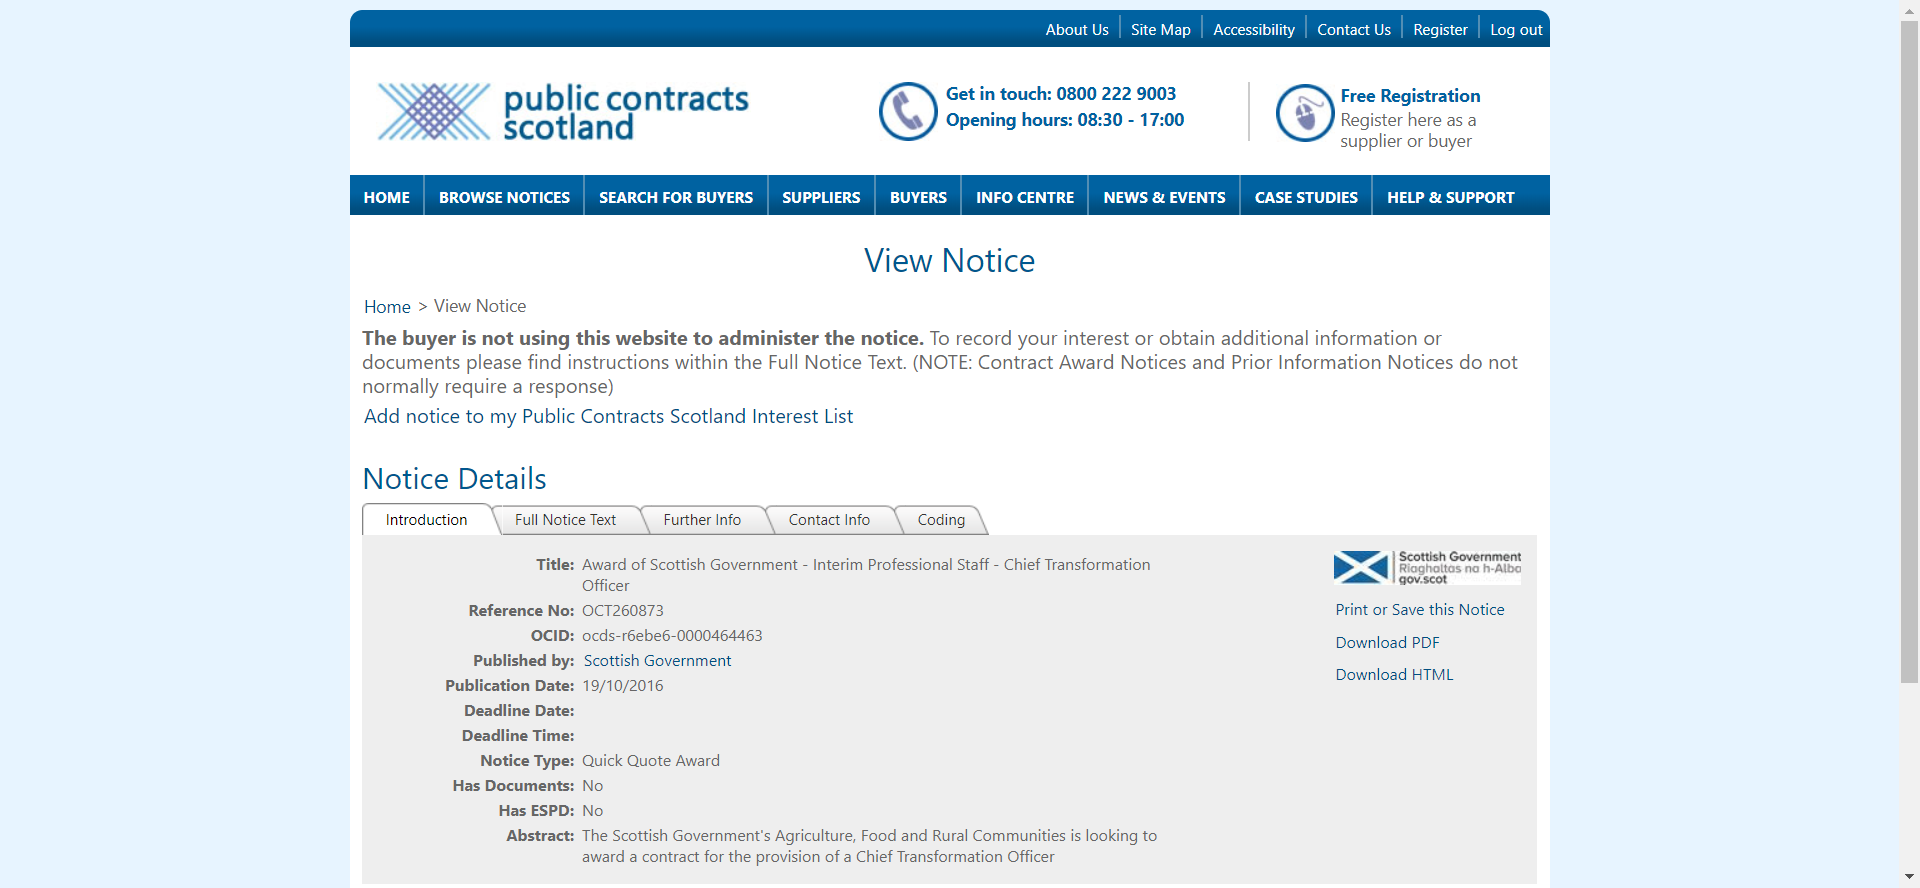 About Us
Site Map
Accessibility
Contact Us
Register
Log out
public contracts
scotland
Get in touch: 0800 222 9003
Opening hours: 08:30 - 17:00
Free Registration
Register here as a
supplier or buyer
HOME
BROWSE NOTICES
SEARCH FOR BUYERS
SUPPLIERS
BUYERS
INFO CENTRE
NEWS & EVENTS
CASE STUDIES
HELP & SUPPORT
View Notice
Home > View Notice
The buyer is not using this website to administer the notice. To record your interest or obtain additional information or
documents please find instructions within the Full Notice Text. (NOTE: Contract Award Notices and Prior Information Notices do not
normally require a response)
Add notice to my Public Contracts Scotland Interest List
Notice Details
Introduction
Full Notice Text
Further Info
Contact Info
Coding
Title: Award of Scottish Government - Interim Professional Staff - Chief Transformation
Officer
Reference No: OCT260873
OCID: ocds-r6ebe6-0000464463
Published by: Scottish Government
Publication Date: 19/10/2016
Deadline Date:
Deadline Time:
Notice Type: Quick Quote Award
Has Documents: No
Has ESPD: No
Abstract: The Scottish Government's Agriculture, Food and Rural Communities is looking to
award a contract for the provision of a Chief Transformation Officer
Scottish Government
Riaghaltas na h-Alba
gov.scot
Print or Save this Notice
Download PDF
Download HTML